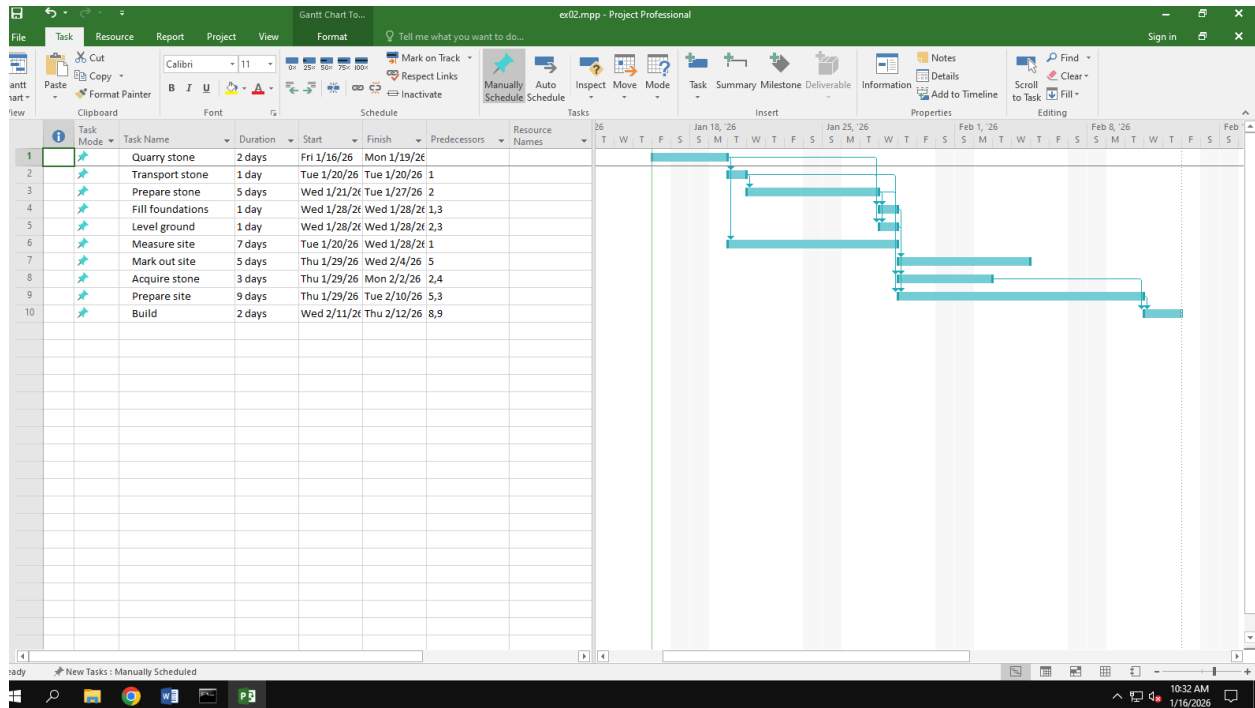 Gantt Chart To...
ex02.mpp - Project Professional
File Task Resource Report Project View Format Tell me what you want to do... Sign in
Cut
Copy
Format Painter
Paste
Clipboard
Calibri 11
B I U A
Font
0× 25× 50× 75× 100×
Mark on Track
Respect Links
Inactivate
Schedule
Manually Schedule
Auto Schedule
Inspect Move Mode
Tasks
Task Summary Milestone Deliverable
Insert
Information
Notes
Details
Add to Timeline
Properties
Scroll to Task
Find
Clear
Fill
Editing
Task Mode Task Name Duration Start Finish Predecessors Resource Names
26 Jan 18, '26 Jan 25, '26 Feb 1, '26 Feb 8, '26 Feb
T W T F S S M T W T F S S M T W T F S S M T W T F S S M T W T F S S
1 Quarry stone 2 days Fri 1/16/26 Mon 1/19/26
2 Transport stone 1 day Tue 1/20/26 Tue 1/20/26 1
3 Prepare stone 5 days Wed 1/21/26 Tue 1/27/26 2
4 Fill foundations 1 day Wed 1/28/26 Wed 1/28/26 1,3
5 Level ground 1 day Wed 1/28/26 Wed 1/28/26 2,3
6 Measure site 7 days Tue 1/20/26 Wed 1/28/26 1
7 Mark out site 5 days Thu 1/29/26 Wed 2/4/26 5
8 Acquire stone 3 days Thu 1/29/26 Mon 2/2/26 2,4
9 Prepare site 9 days Thu 1/29/26 Tue 2/10/26 5,3
10 Build 2 days Wed 2/11/26 Thu 2/12/26 8,9
New Tasks : Manually Scheduled
10:32 AM
1/16/2026